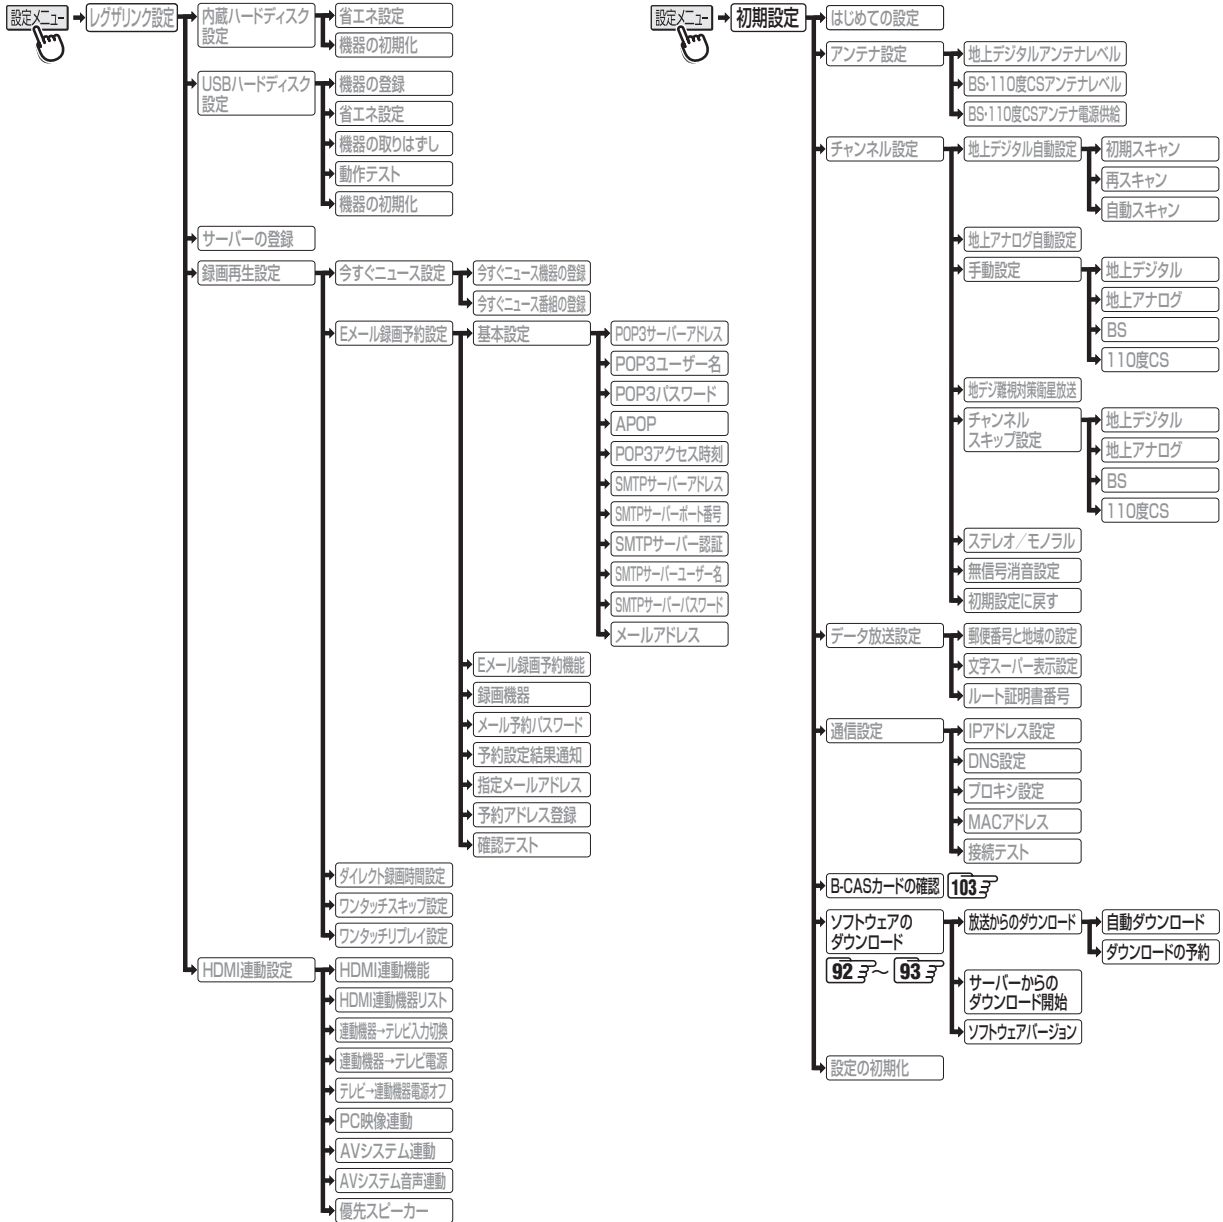 設定メニュー
レグザリンク設定
内蔵ハードディスク
設定
省エネ設定
機器の初期化
USBハードディスク
設定
機器の登録
省エネ設定
機器の取りはずし
動作テスト
機器の初期化
サーバーの登録
録画再生設定
今すぐニュース設定
今すぐニュース機器の登録
今すぐニュース番組の登録
Eメール録画予約設定
基本設定
POP3サーバーアドレス
POP3ユーザー名
POP3パスワード
APOP
POP3アクセス時刻
SMTPサーバーアドレス
SMTPサーバーポート番号
SMTPサーバー認証
SMTPサーバーユーザー名
SMTPサーバーパスワード
メールアドレス
Eメール録画予約機能
録画機器
メール予約パスワード
予約設定結果通知
指定メールアドレス
予約アドレス登録
確認テスト
ダイレクト録画時間設定
ワンタッチスキップ設定
ワンタッチリプレイ設定
HDMI連動設定
HDMI連動機能
HDMI連動機器リスト
連動機器→テレビ入力切換
連動機器→テレビ電源
テレビ→連動機器電源オフ
PC映像連動
AVシステム連動
AVシステム音声連動
優先スピーカー
設定メニュー
初期設定
はじめての設定
アンテナ設定
地上デジタルアンテナレベル
BS・110度CSアンテナレベル
BS・110度CSアンテナ電源供給
チャンネル設定
地上デジタル自動設定
初期スキャン
再スキャン
自動スキャン
地上アナログ自動設定
手動設定
地上デジタル
地上アナログ
BS
110度CS
地デジ難視対策衛星放送
チャンネル
スキップ設定
地上デジタル
地上アナログ
BS
110度CS
ステレオ/モノラル
無信号消音設定
初期設定に戻す
データ放送設定
郵便番号と地域の設定
文字スーパー表示設定
ルート証明書番号
通信設定
IPアドレス設定
DNS設定
プロキシ設定
MACアドレス
接続テスト
B-CASカードの確認 103
ソフトウェアの
ダウンロード
92 ～ 93
放送からのダウンロード
自動ダウンロード
ダウンロードの予約
サーバーからの
ダウンロード開始
ソフトウェアバージョン
設定の初期化